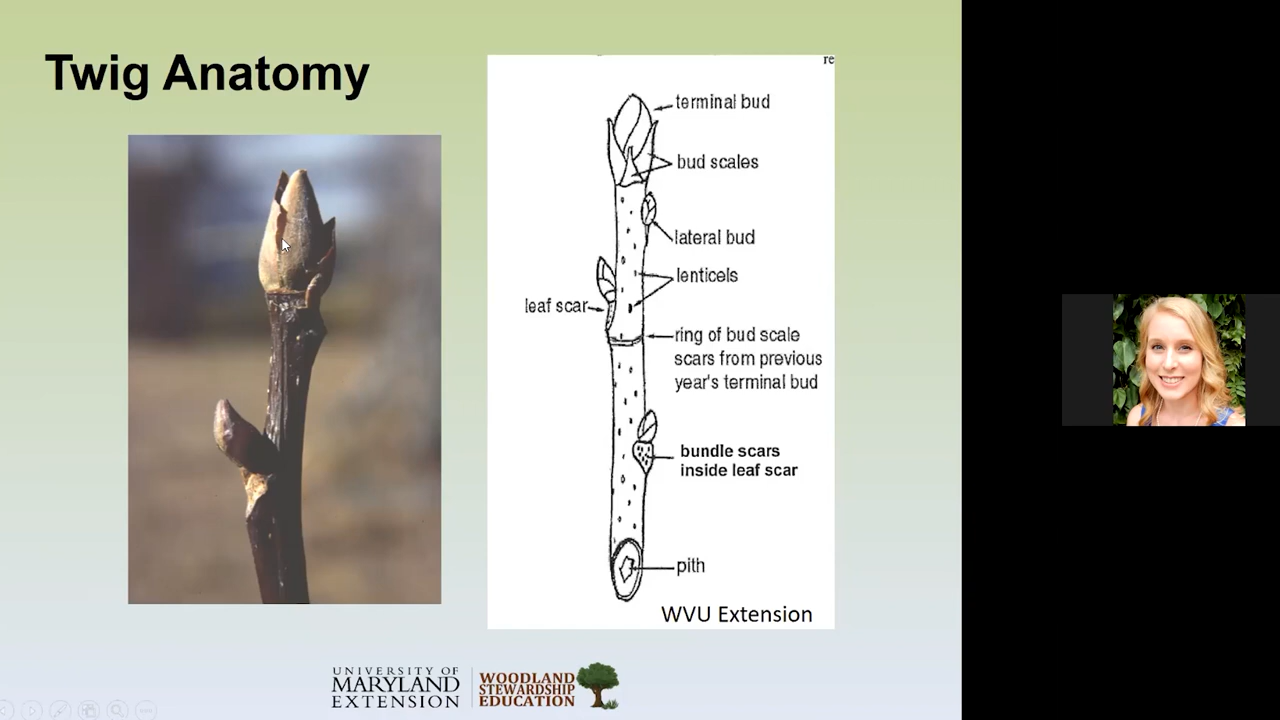 Twig Anatomy
re
terminal bud
bud scales
lateral bud
lenticels
leaf scar
ring of bud scale
scars from previous
year's terminal bud
bundle scars
inside leaf scar
pith
WVU Extension
UNIVERSITY OF
MARYLAND
EXTENSION
WOODLAND
STEWARDSHIP
EDUCATION